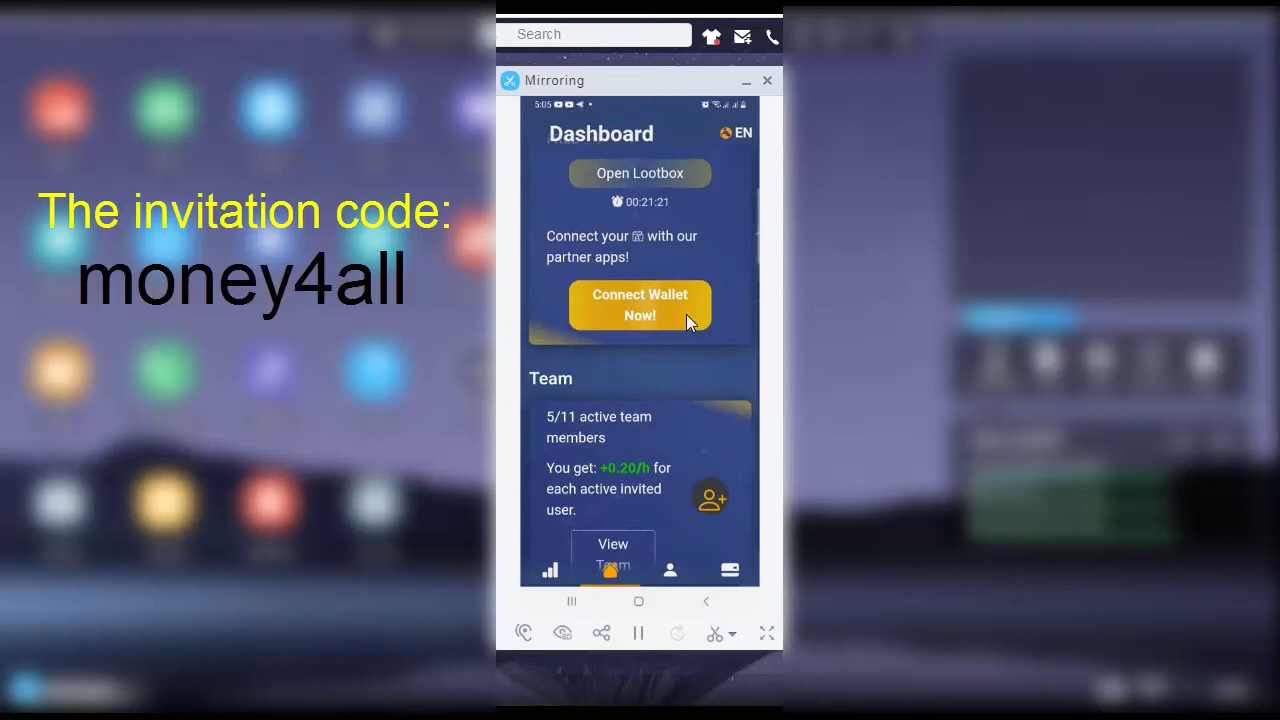 Search
Mirroring
5:05
Dashboard
EN
Open Lootbox
00:21:21
Connect your with our
partner apps!
Connect Wallet
Now!
Team
5/11 active team
members
You get: +0.20/h for
each active invited
user.
View
Team
The invitation code:
money4all